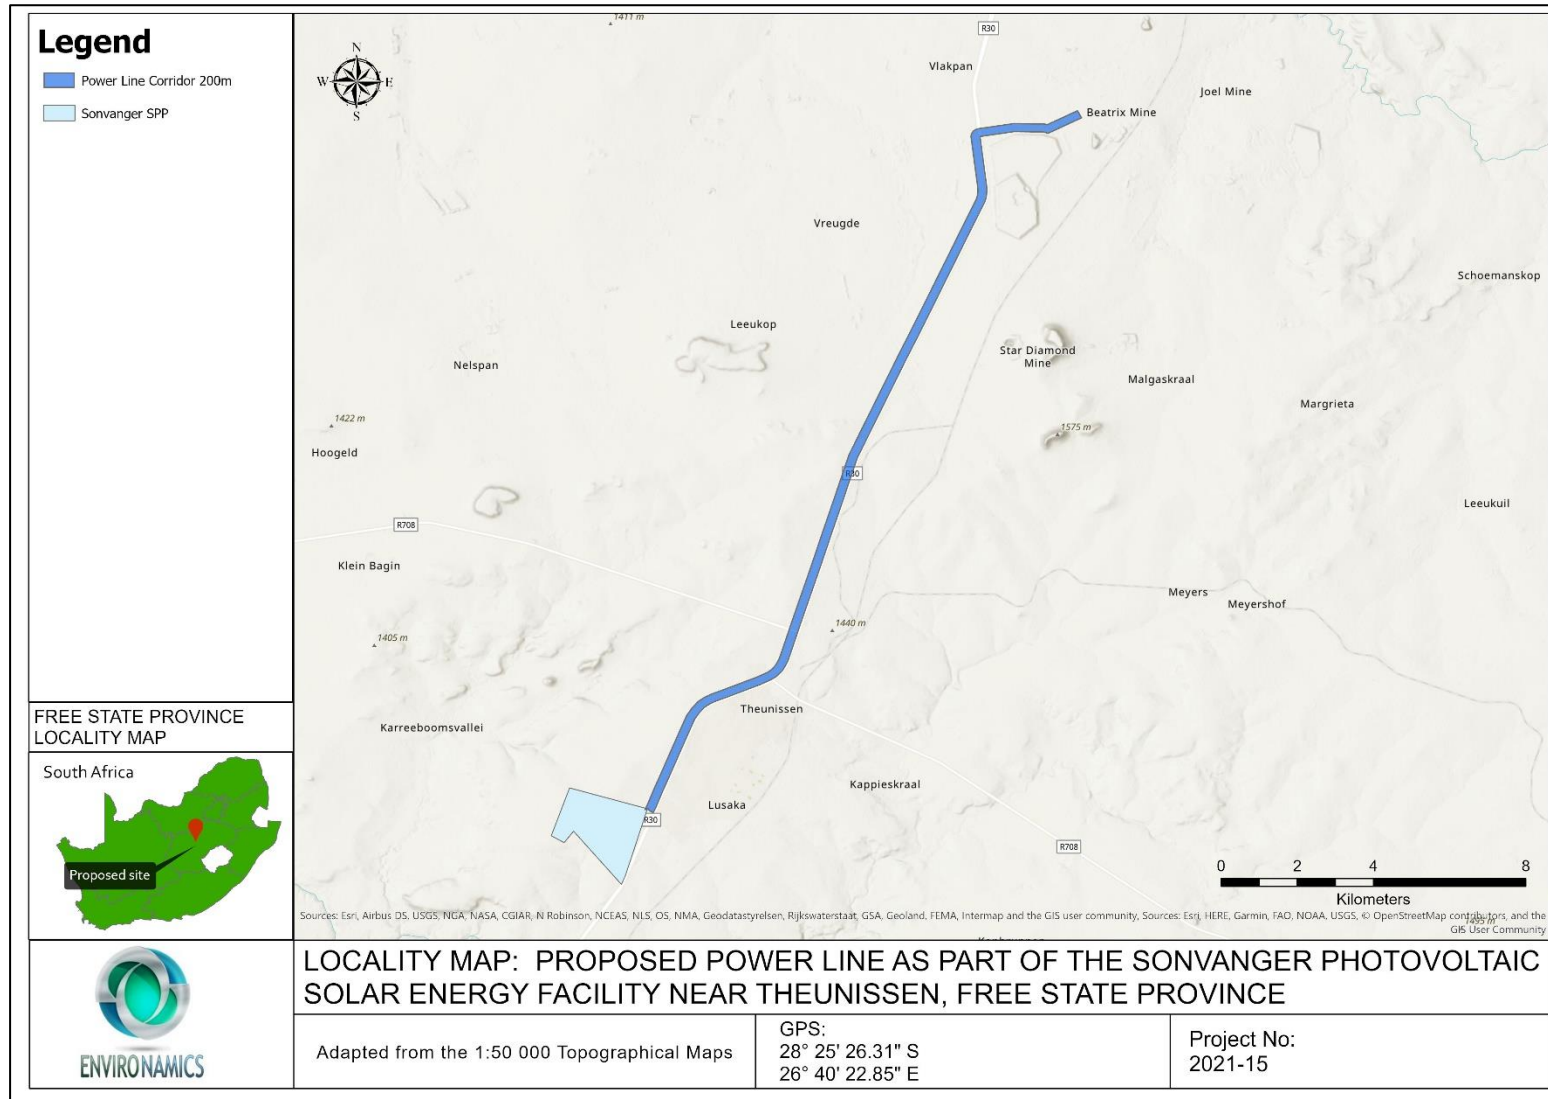 Legend
Power Line Corridor 200m
Sonvanger SPP
N
W
E
S
1411 m
R30
Vlakpan
Joel Mine
Beatrix Mine
Vreugde
Schoemanskop
Leeukop
Star Diamond
Mine
Nelspan
Malgaskraal
Margrieta
1422 m
1575 m
Hoogeld
R30
Leeukuil
R708
Klein Bagin
Meyers
Meyershof
1440 m
1405 m
Theunissen
Karreeboomsvallei
Kappieskraal
Lusaka
R30
R708
0 2 4 8
Kilometers
Sources: Esri, Airbus DS, USGS, NGA, NASA, CGIAR, N Robinson, NCEAS, NLS, OS, NMA, Geodatastyrelsen, Rijkswaterstaat, GSA, Geoland, FEMA, Intermap and the GIS user community, Sources: Esri, HERE, Garmin, FAO, NOAA, USGS, © OpenStreetMap contributors, and the
GIS User Community
1495 m
FREE STATE PROVINCE
LOCALITY MAP
South Africa
Proposed site
ENVIRONAMICS
LOCALITY MAP: PROPOSED POWER LINE AS PART OF THE SONVANGER PHOTOVOLTAIC
SOLAR ENERGY FACILITY NEAR THEUNISSEN, FREE STATE PROVINCE
Adapted from the 1:50 000 Topographical Maps
GPS:
28° 25' 26.31" S
26° 40' 22.85" E
Project No:
2021-15